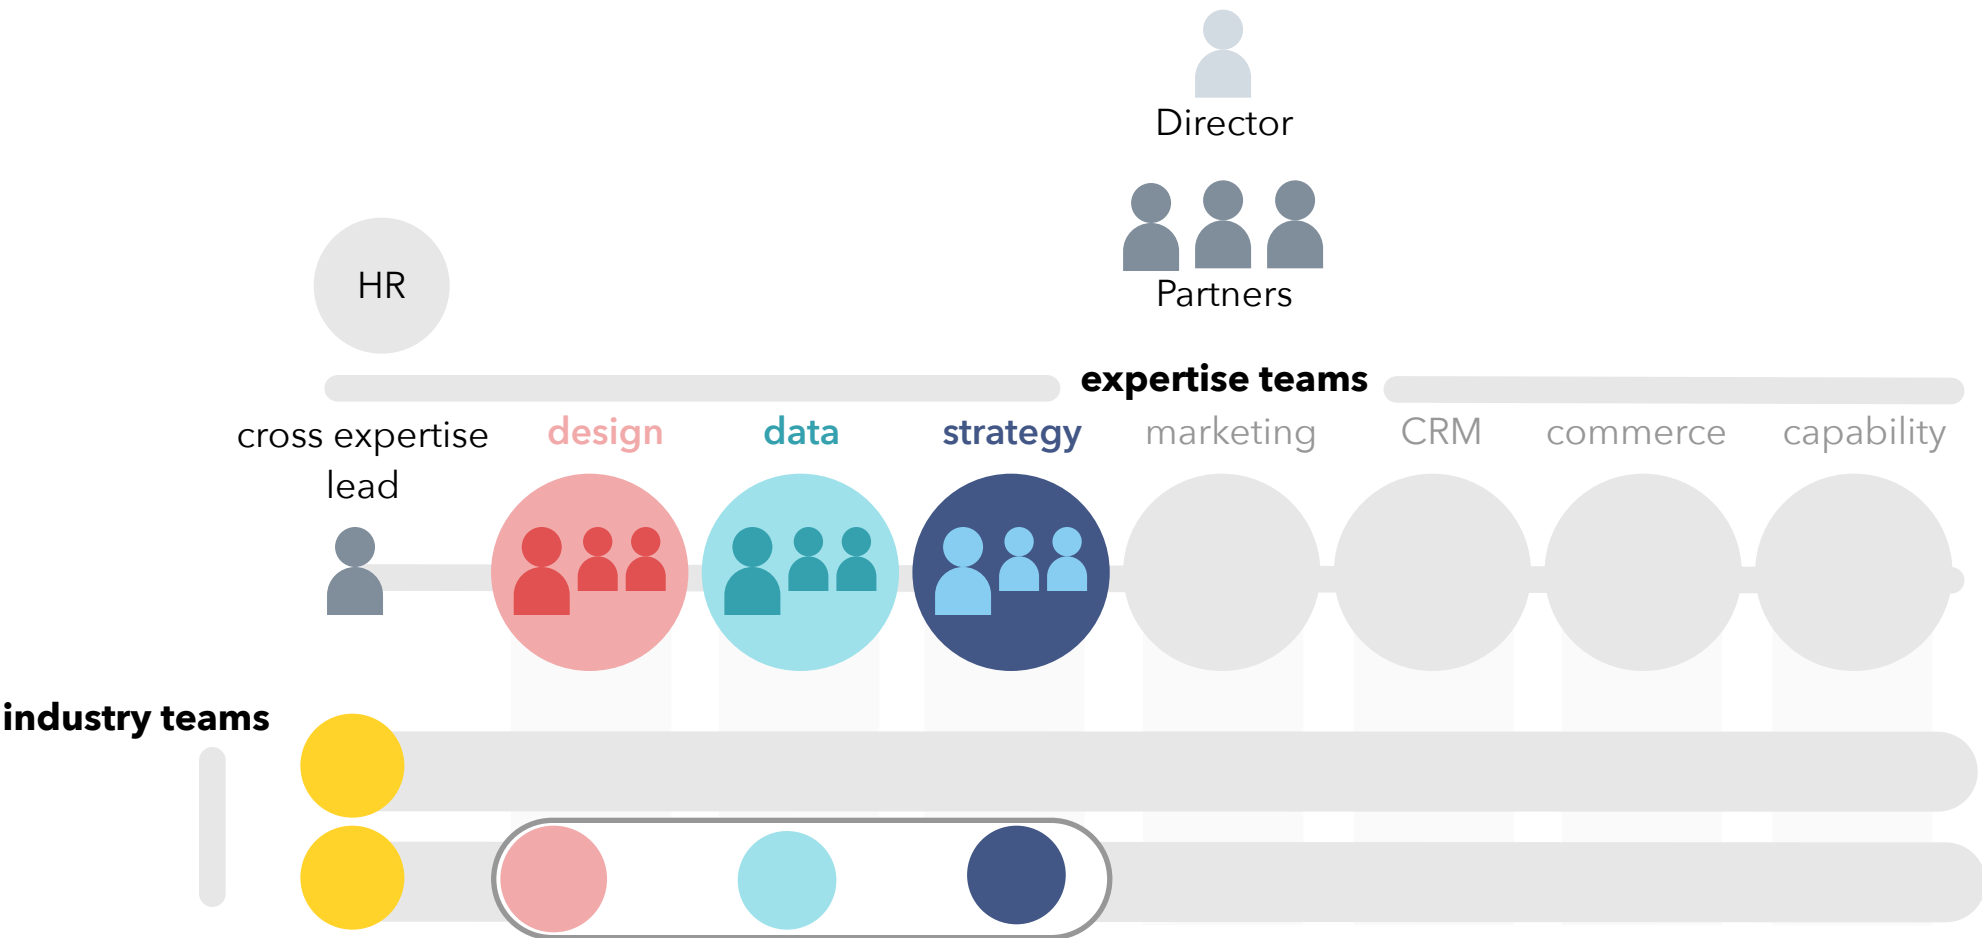 Director
Partners
HR
expertise teams
cross expertise
lead
design
data
strategy
marketing
CRM
commerce
capability
industry teams